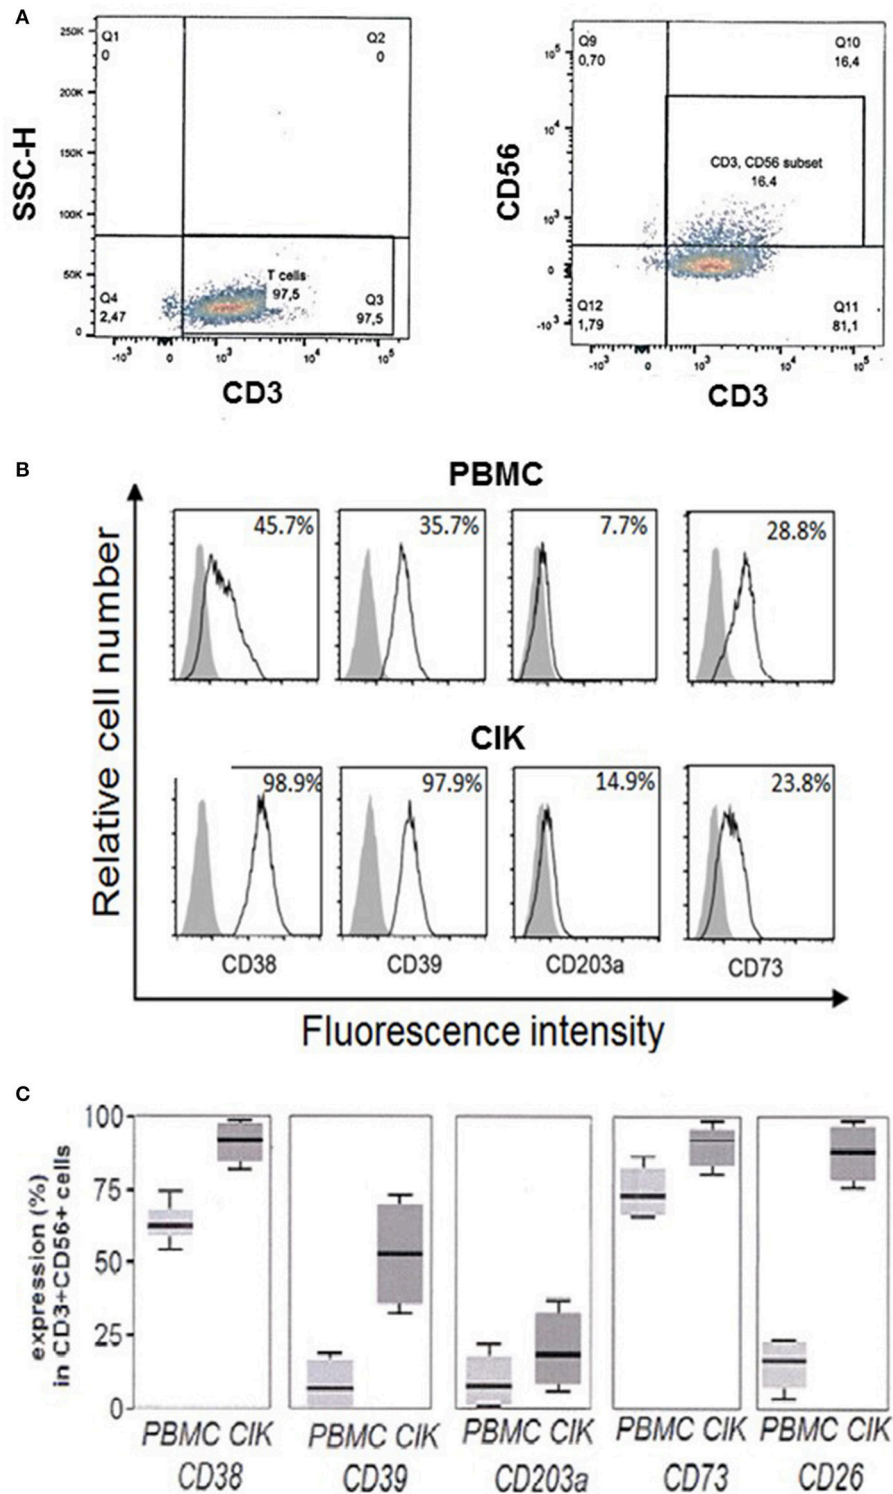 A
250K
200K
150K
100K
50K
0
SSC-H
Q1
0
Q2
0
T cells
97,5
Q4
2,47
Q3
97,5
-10³ 0 10³ 10⁴ 10⁵
CD3
10⁵
10⁴
10³
0
-10³
CD56
Q9
0,70
Q10
16,4
CD3, CD56 subset
16.4
Q12
1,79
Q11
81,1
-10³ 0 10³ 10⁴ 10⁵
CD3
B
PBMC
45.7% 35.7% 7.7% 28.8%
CIK
98.9% 97.9% 14.9% 23.8%
CD38 CD39 CD203a CD73
Relative cell number
Fluorescence intensity
C
expression (%)
in CD3+CD56+ cells
100
75
50
25
0
PBMC CIK PBMC CIK PBMC CIK PBMC CIK PBMC CIK
CD38 CD39 CD203a CD73 CD26